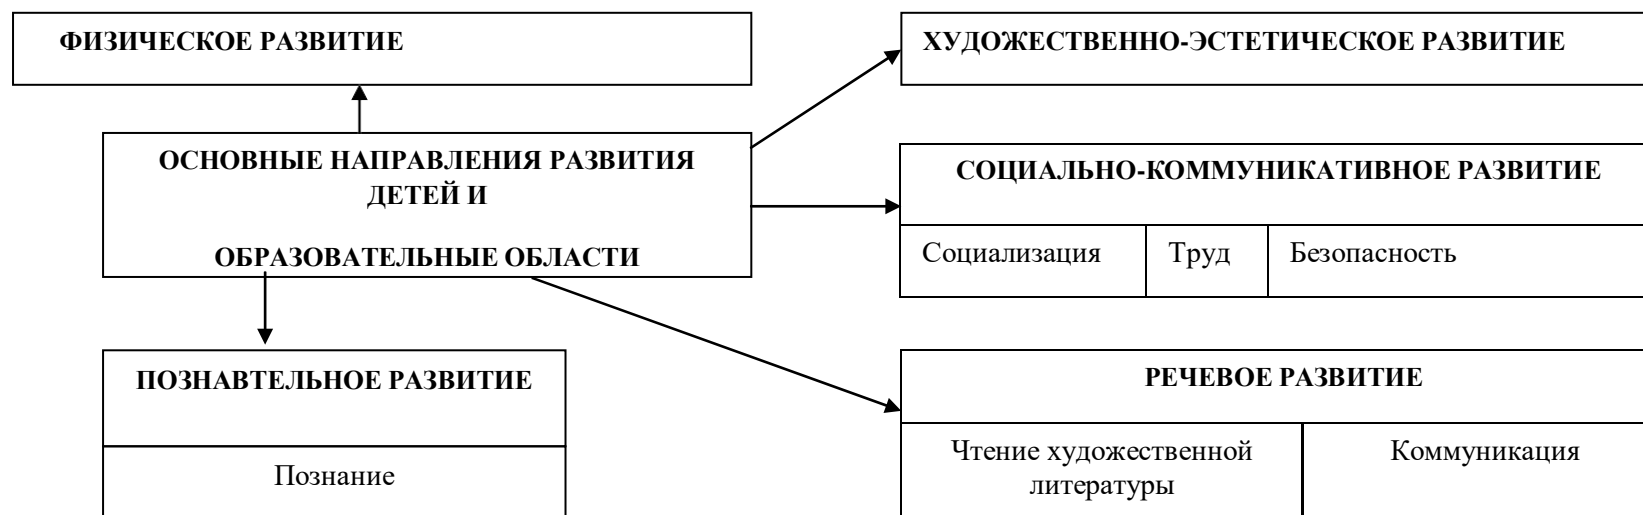 ФИЗИЧЕСКОЕ РАЗВИТИЕ
ХУДОЖЕСТВЕННО-ЭСТЕТИЧЕСКОЕ РАЗВИТИЕ
ОСНОВНЫЕ НАПРАВЛЕНИЯ РАЗВИТИЯ
ДЕТЕЙ И
ОБРАЗОВАТЕЛЬНЫЕ ОБЛАСТИ
СОЦИАЛЬНО-КОММУНИКАТИВНОЕ РАЗВИТИЕ
Социализация
Труд
Безопасность
ПОЗНАВТЕЛЬНОЕ РАЗВИТИЕ
Познание
РЕЧЕВОЕ РАЗВИТИЕ
Чтение художественной
литературы
Коммуникация